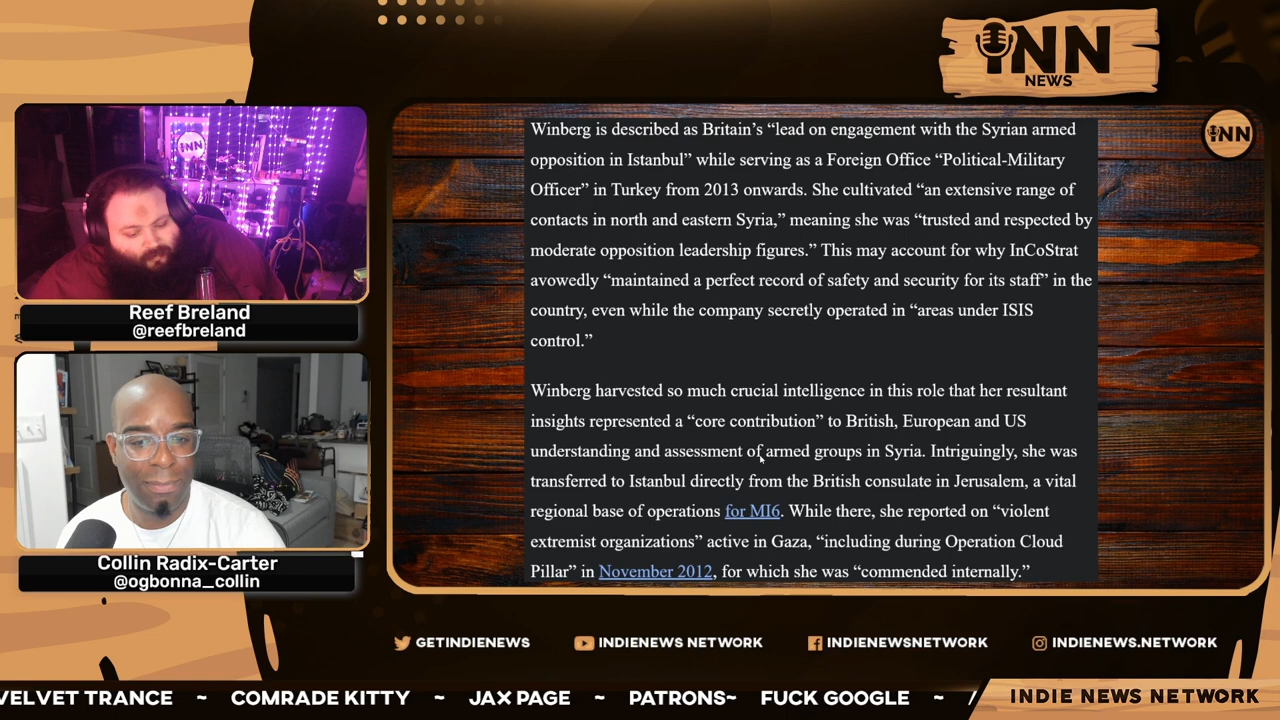 iNN
NEWS
iNN
iNN
Reef Breland
@reefbreland
Collin Radix-Carter
@ogbonna_collin
Winberg is described as Britain’s “lead on engagement with the Syrian armed
opposition in Istanbul” while serving as a Foreign Office “Political-Military
Officer” in Turkey from 2013 onwards. She cultivated “an extensive range of
contacts in north and eastern Syria,” meaning she was “trusted and respected by
moderate opposition leadership figures.” This may account for why InCoStrat
avowedly “maintained a perfect record of safety and security for its staff” in the
country, even while the company secretly operated in “areas under ISIS
control.”
Winberg harvested so much crucial intelligence in this role that her resultant
insights represented a “core contribution” to British, European and US
understanding and assessment of armed groups in Syria. Intriguingly, she was
transferred to Istanbul directly from the British consulate in Jerusalem, a vital
regional base of operations for MI6. While there, she reported on “violent
extremist organizations” active in Gaza, “including during Operation Cloud
Pillar” in November 2012, for which she was “commended internally.”
GETINDIENEWS INDIENEWS NETWORK INDIENEWSNETWORK INDIENEWS.NETWORK
VELVET TRANCE ~ COMRADE KITTY ~ JAX PAGE ~ PATRONS~ FUCK GOOGLE ~
INDIE NEWS NETWORK